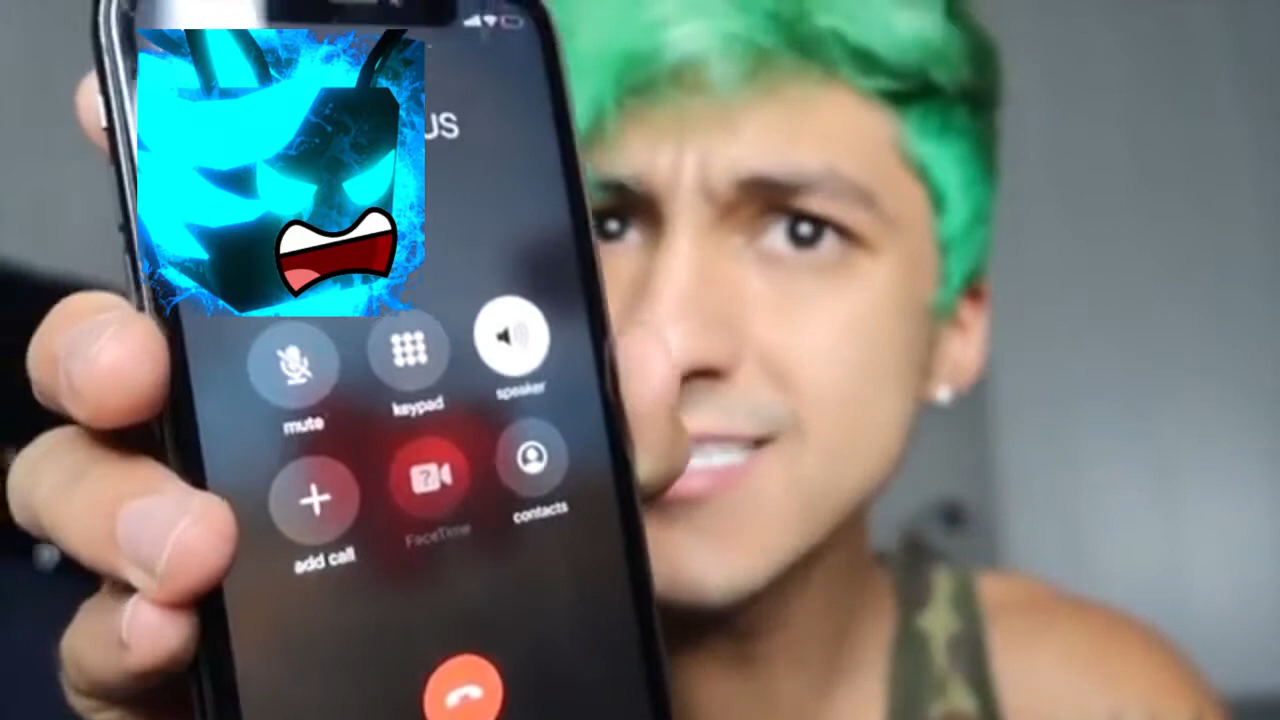 US
mute
keypad
speaker
add call
FaceTime
contacts